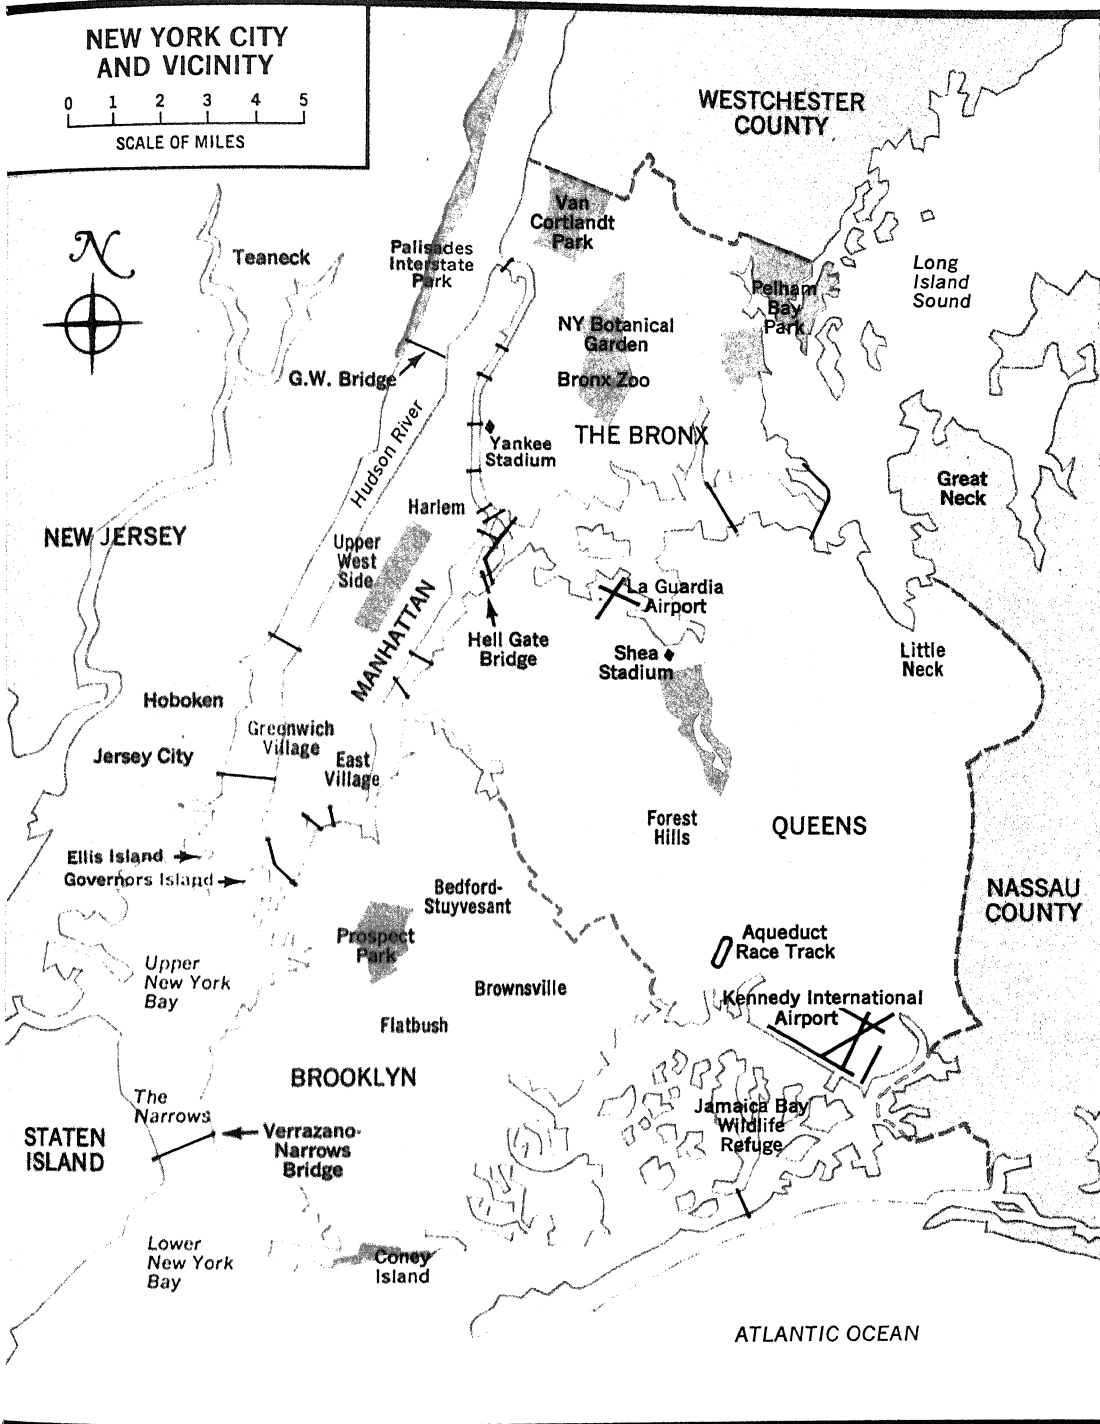 NEW YORK CITY
AND VICINITY
0 1 2 3 4 5
SCALE OF MILES
WESTCHESTER
COUNTY
N
Van
Cortlandt
Park
Teaneck
Palisades
Interstate
Park
Long
Island
Sound
Pelham
Bay
Park
NY Botanical
Garden
G.W. Bridge
Bronx Zoo
Hudson River
THE BRONX
Yankee
Stadium
Great
Neck
Harlem
NEW JERSEY
Upper
West
Side
MANHATTAN
La Guardia
Airport
Hell Gate
Bridge
Shea
Stadium
Little
Neck
Hoboken
Greenwich
Village
Jersey City
East
Village
Forest
Hills
QUEENS
Ellis Island
Governors Island
Bedford-
Stuyvesant
NASSAU
COUNTY
Prospect
Park
Aqueduct
Race Track
Upper
New York
Bay
Brownsville
Kennedy International
Airport
Flatbush
BROOKLYN
The
Narrows
Jamaica Bay
Wildlife
Refuge
STATEN
ISLAND
Verrazano-
Narrows
Bridge
Lower
New York
Bay
Coney
Island
ATLANTIC OCEAN